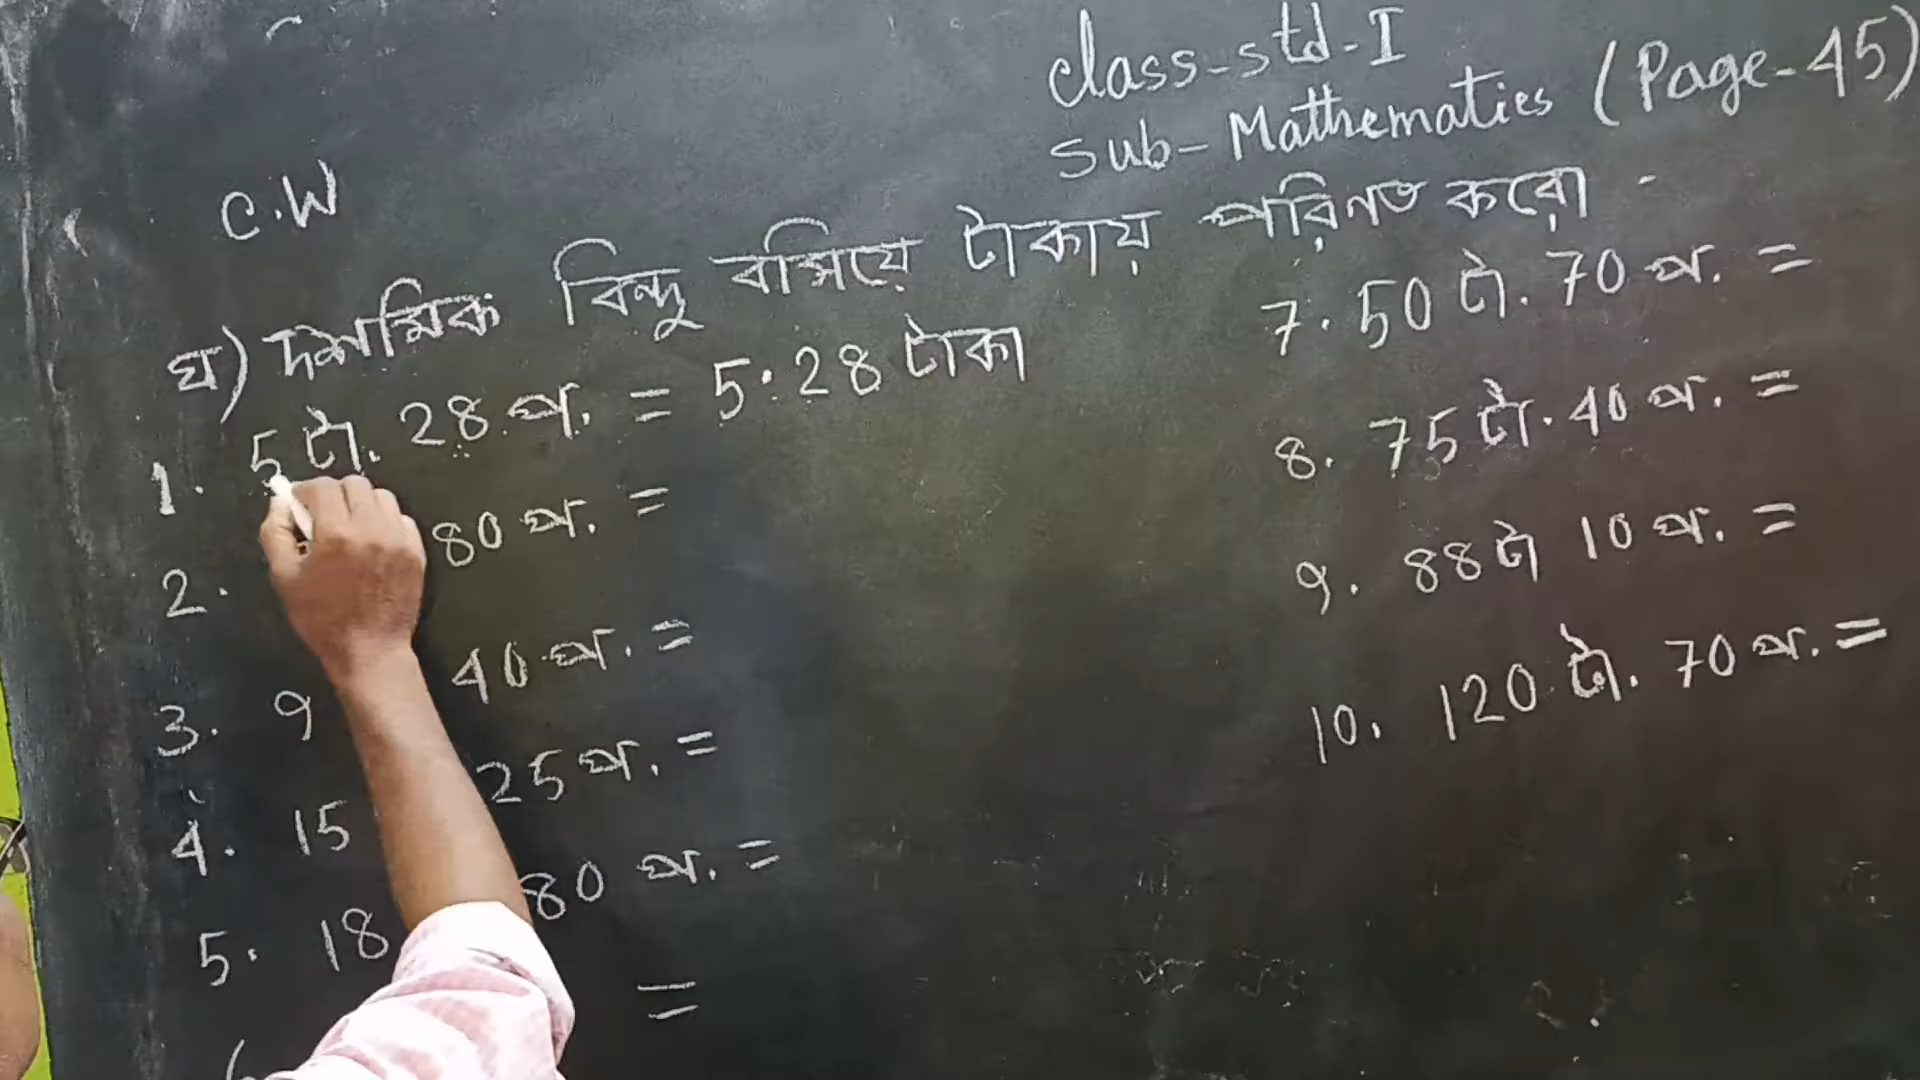 class-std-I
Sub-Mathematics (Page-45)
C.W
ঘ) দশমিক বিন্দু বসিয়ে টাকায় পরিণত করো
1. 5 টা. 28 প. = 5.28 টাকা
2. 80 প. =
3. 9 40 প. =
4. 15 25 প. =
5. 18 80 প. =
=
7. 50 টা. 70 প. =
8. 75 টা. 40 প. =
9. 88 টা 10 প. =
10. 120 টা. 70 প. =